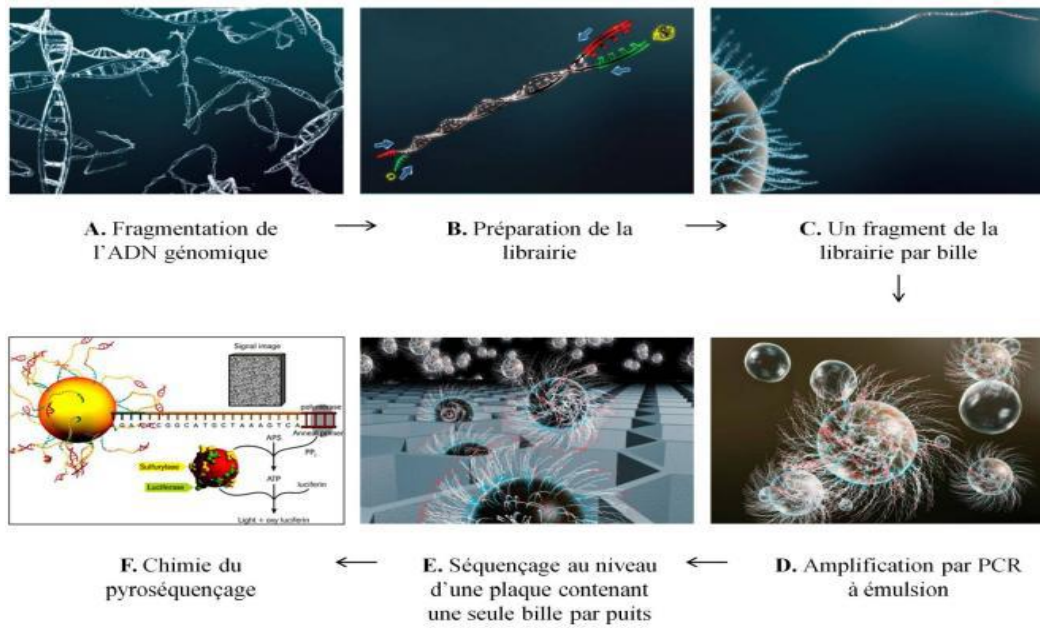 A. Fragmentation de
l'ADN génomique
B. Préparation de la
librairie
C. Un fragment de la
librairie par bille
Signal image
polymerase
APS
PPi
Sulfurylase
Luciferase
ATP
luciferin
Light + oxy luciferin
F. Chimie du
pyroséquençage
E. Séquençage au niveau
d'une plaque contenant
une seule bille par puits
D. Amplification par PCR
à émulsion